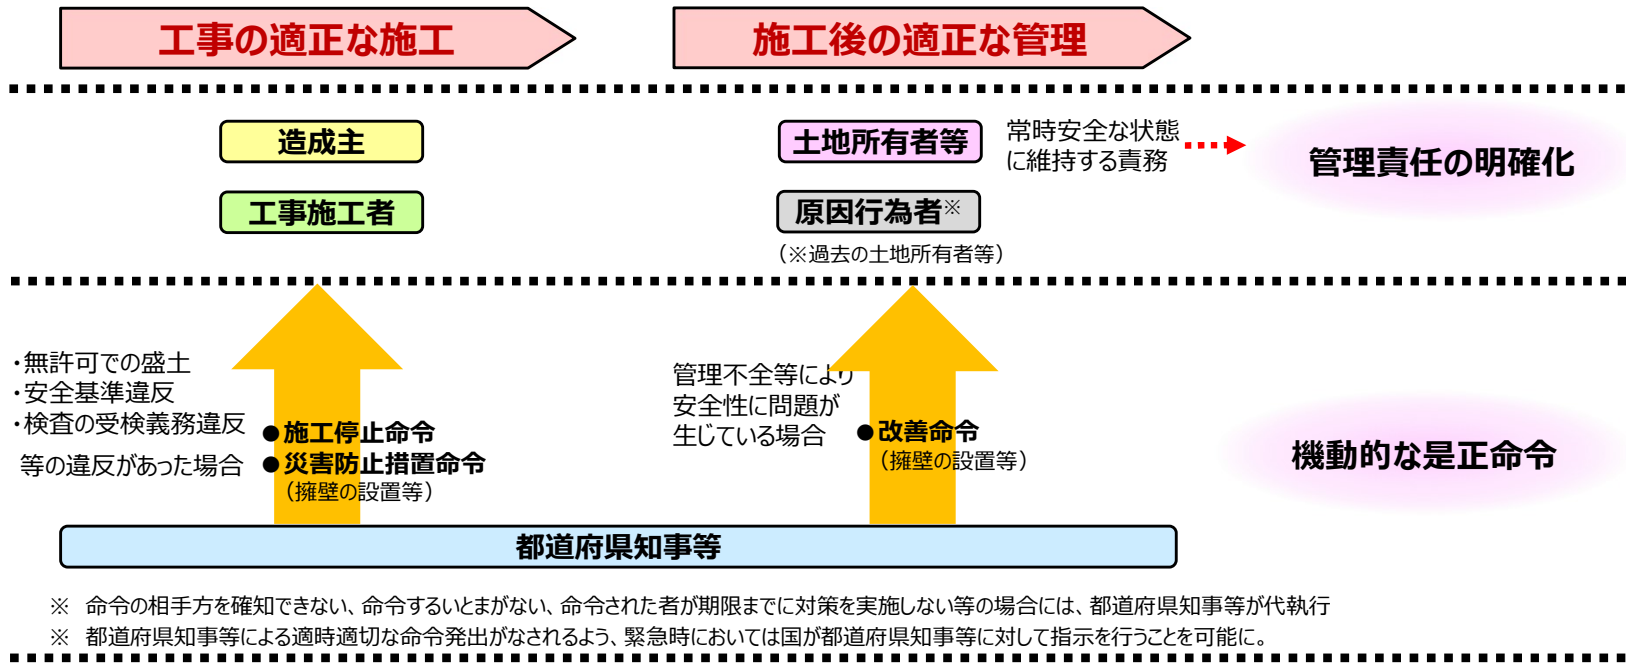 工事の適正な施工
施工後の適正な管理
造成主
工事施工者
土地所有者等
常時安全な状態
に維持する責務
原因行為者※
(※過去の土地所有者等)
管理責任の明確化
・無許可での盛土
・安全基準違反
・検査の受検義務違反
等の違反があった場合
●施工停止命令
●災害防止措置命令
(擁壁の設置等)
管理不全等により
安全性に問題が
生じている場合
●改善命令
(擁壁の設置等)
機動的な是正命令
都道府県知事等
※ 命令の相手方を確知できない、命令するいとまがない、命令された者が期限までに対策を実施しない等の場合には、都道府県知事等が代執行
※ 都道府県知事等による適時適切な命令発出がなされるよう、緊急時においては国が都道府県知事等に対して指示を行うことを可能に。